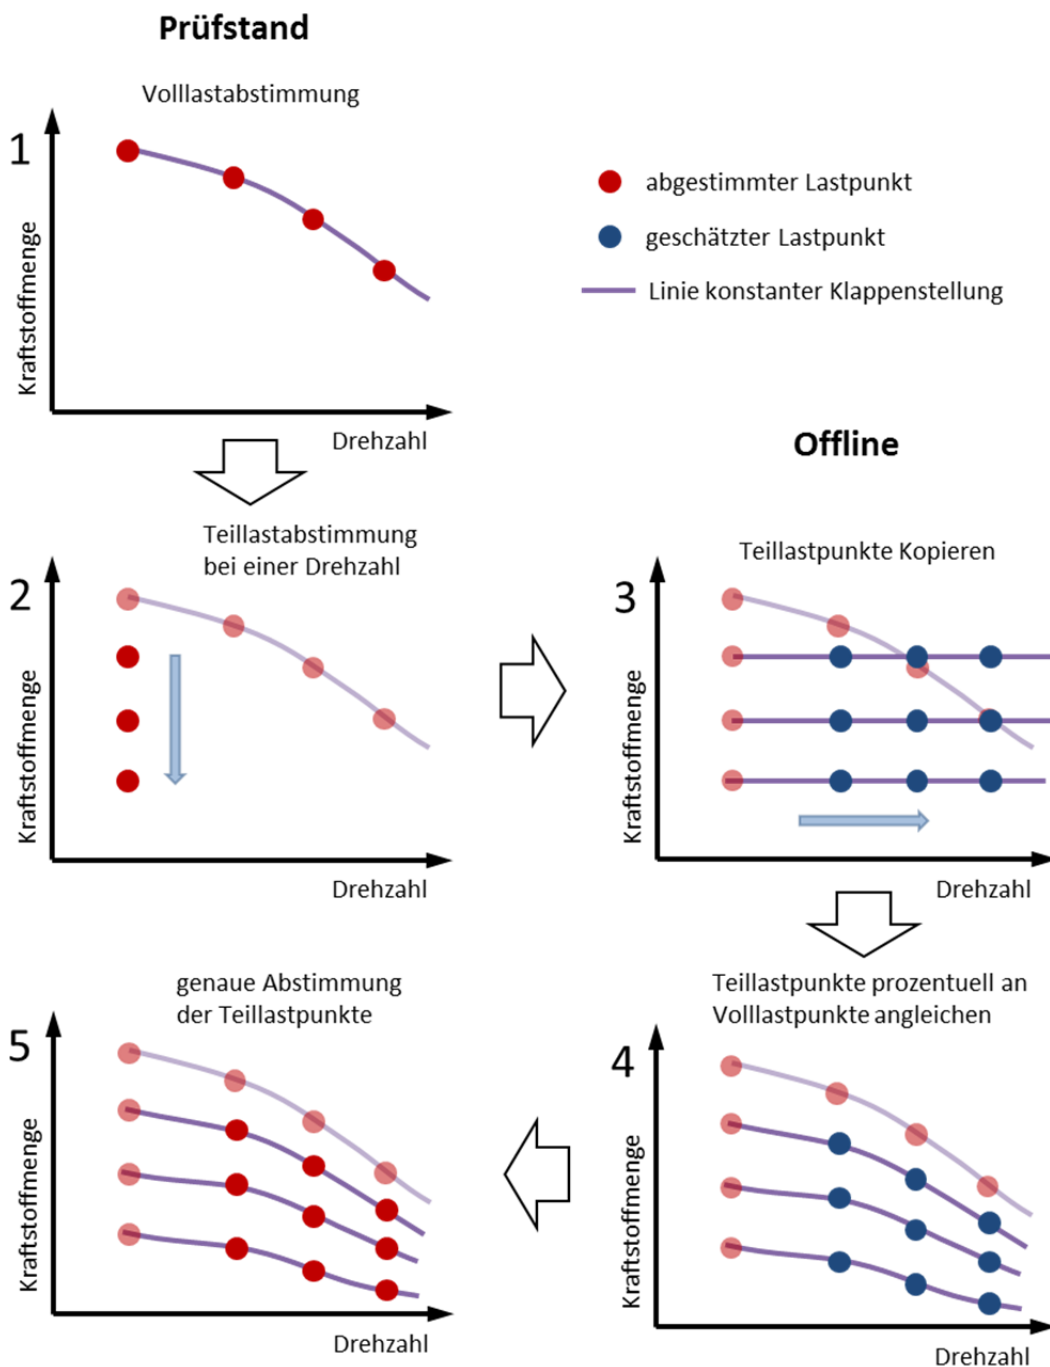 Prüfstand
Volllastabstimmung
1
Kraftstoffmenge
Drehzahl
abgestimmter Lastpunkt
geschätzter Lastpunkt
Linie konstanter Klappenstellung
Offline
Teillastabstimmung
bei einer Drehzahl
2
Kraftstoffmenge
Drehzahl
Teillastpunkte Kopieren
3
Kraftstoffmenge
Drehzahl
Teillastpunkte prozentuell an
Volllastpunkte angleichen
4
Kraftstoffmenge
Drehzahl
genaue Abstimmung
der Teillastpunkte
5
Kraftstoffmenge
Drehzahl